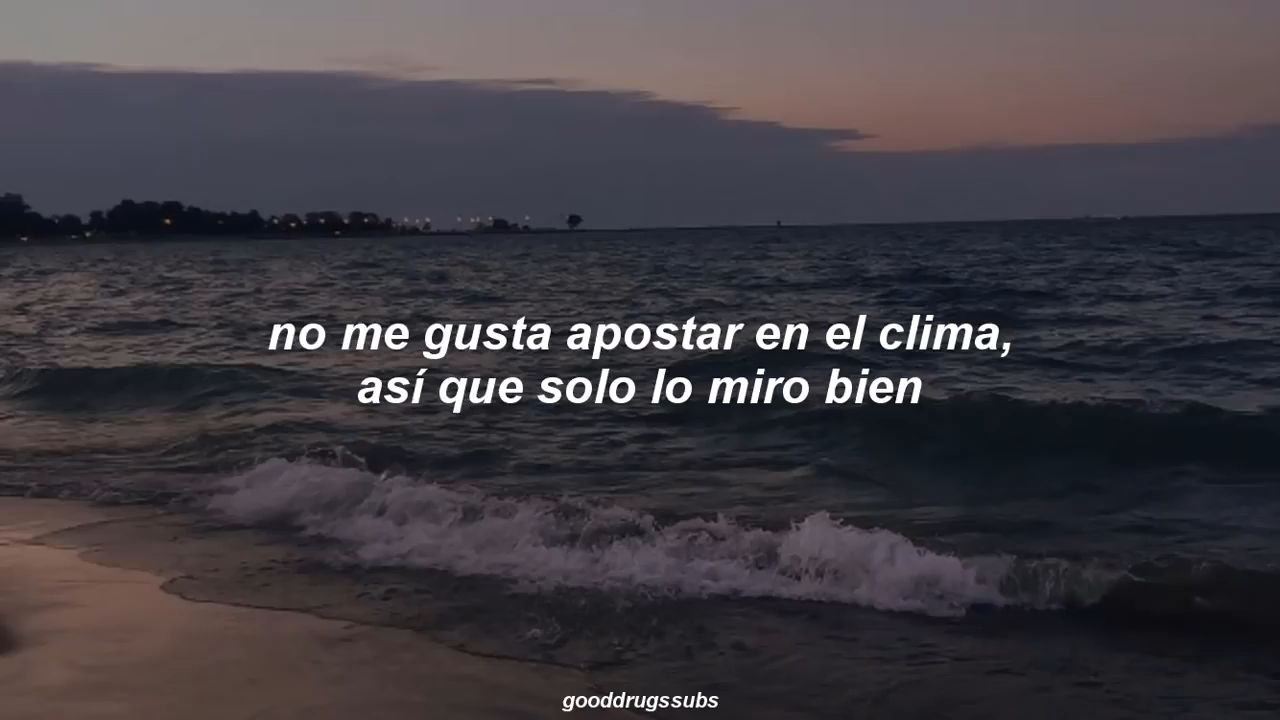 no me gusta apostar en el clima,
así que solo lo miro bien
gooddrugssubs